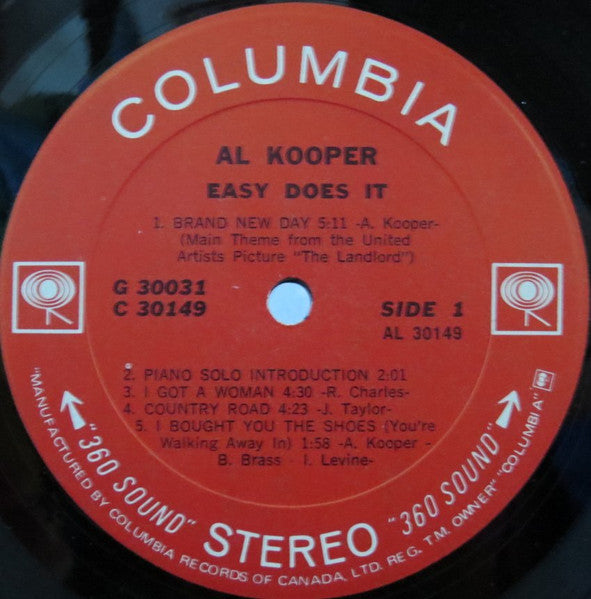 COLUMBIA
AL KOOPER
EASY DOES IT
1. BRAND NEW DAY 5:11 -A. Kooper-
(Main Theme from the United
Artists Picture "The Landlord")
G 30031
C 30149
SIDE 1
AL 30149
2. PIANO SOLO INTRODUCTION 2:01
3. I GOT A WOMAN 4:30 -R. Charles-
4. COUNTRY ROAD 4:23 -J. Taylor-
5. I BOUGHT YOU THE SHOES (You're
Walking Away In) 1:58 -A. Kooper -
B. Brass - I. Levine-
"360 SOUND" STEREO "360 SOUND"
"MANUFACTURED BY COLUMBIA RECORDS OF CANADA, LTD. REG. T.M. OWNER" "COLUMBIA"